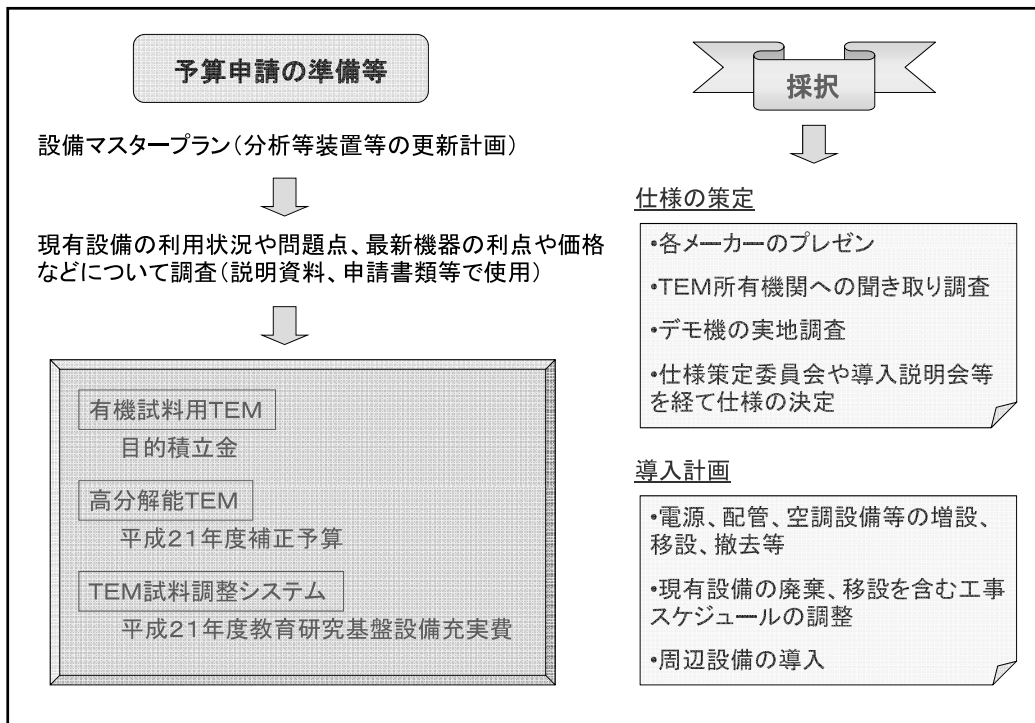 予算申請の準備等
設備マスタープラン（分析等装置等の更新計画）
現有設備の利用状況や問題点、最新機器の利点や価格
などについて調査（説明資料、申請書類等で使用）
有機試料用TEM
目的積立金
高分解能TEM
平成21年度補正予算
TEM試料調整システム
平成21年度教育研究基盤設備充実費
採択
仕様の策定
•各メーカーのプレゼン
•TEM所有機関への聞き取り調査
•デモ機の実地調査
•仕様策定委員会や導入説明会等
を経て仕様の決定
導入計画
•電源、配管、空調設備等の増設、
移設、撤去等
•現有設備の廃棄、移設を含む工事
スケジュールの調整
•周辺設備の導入